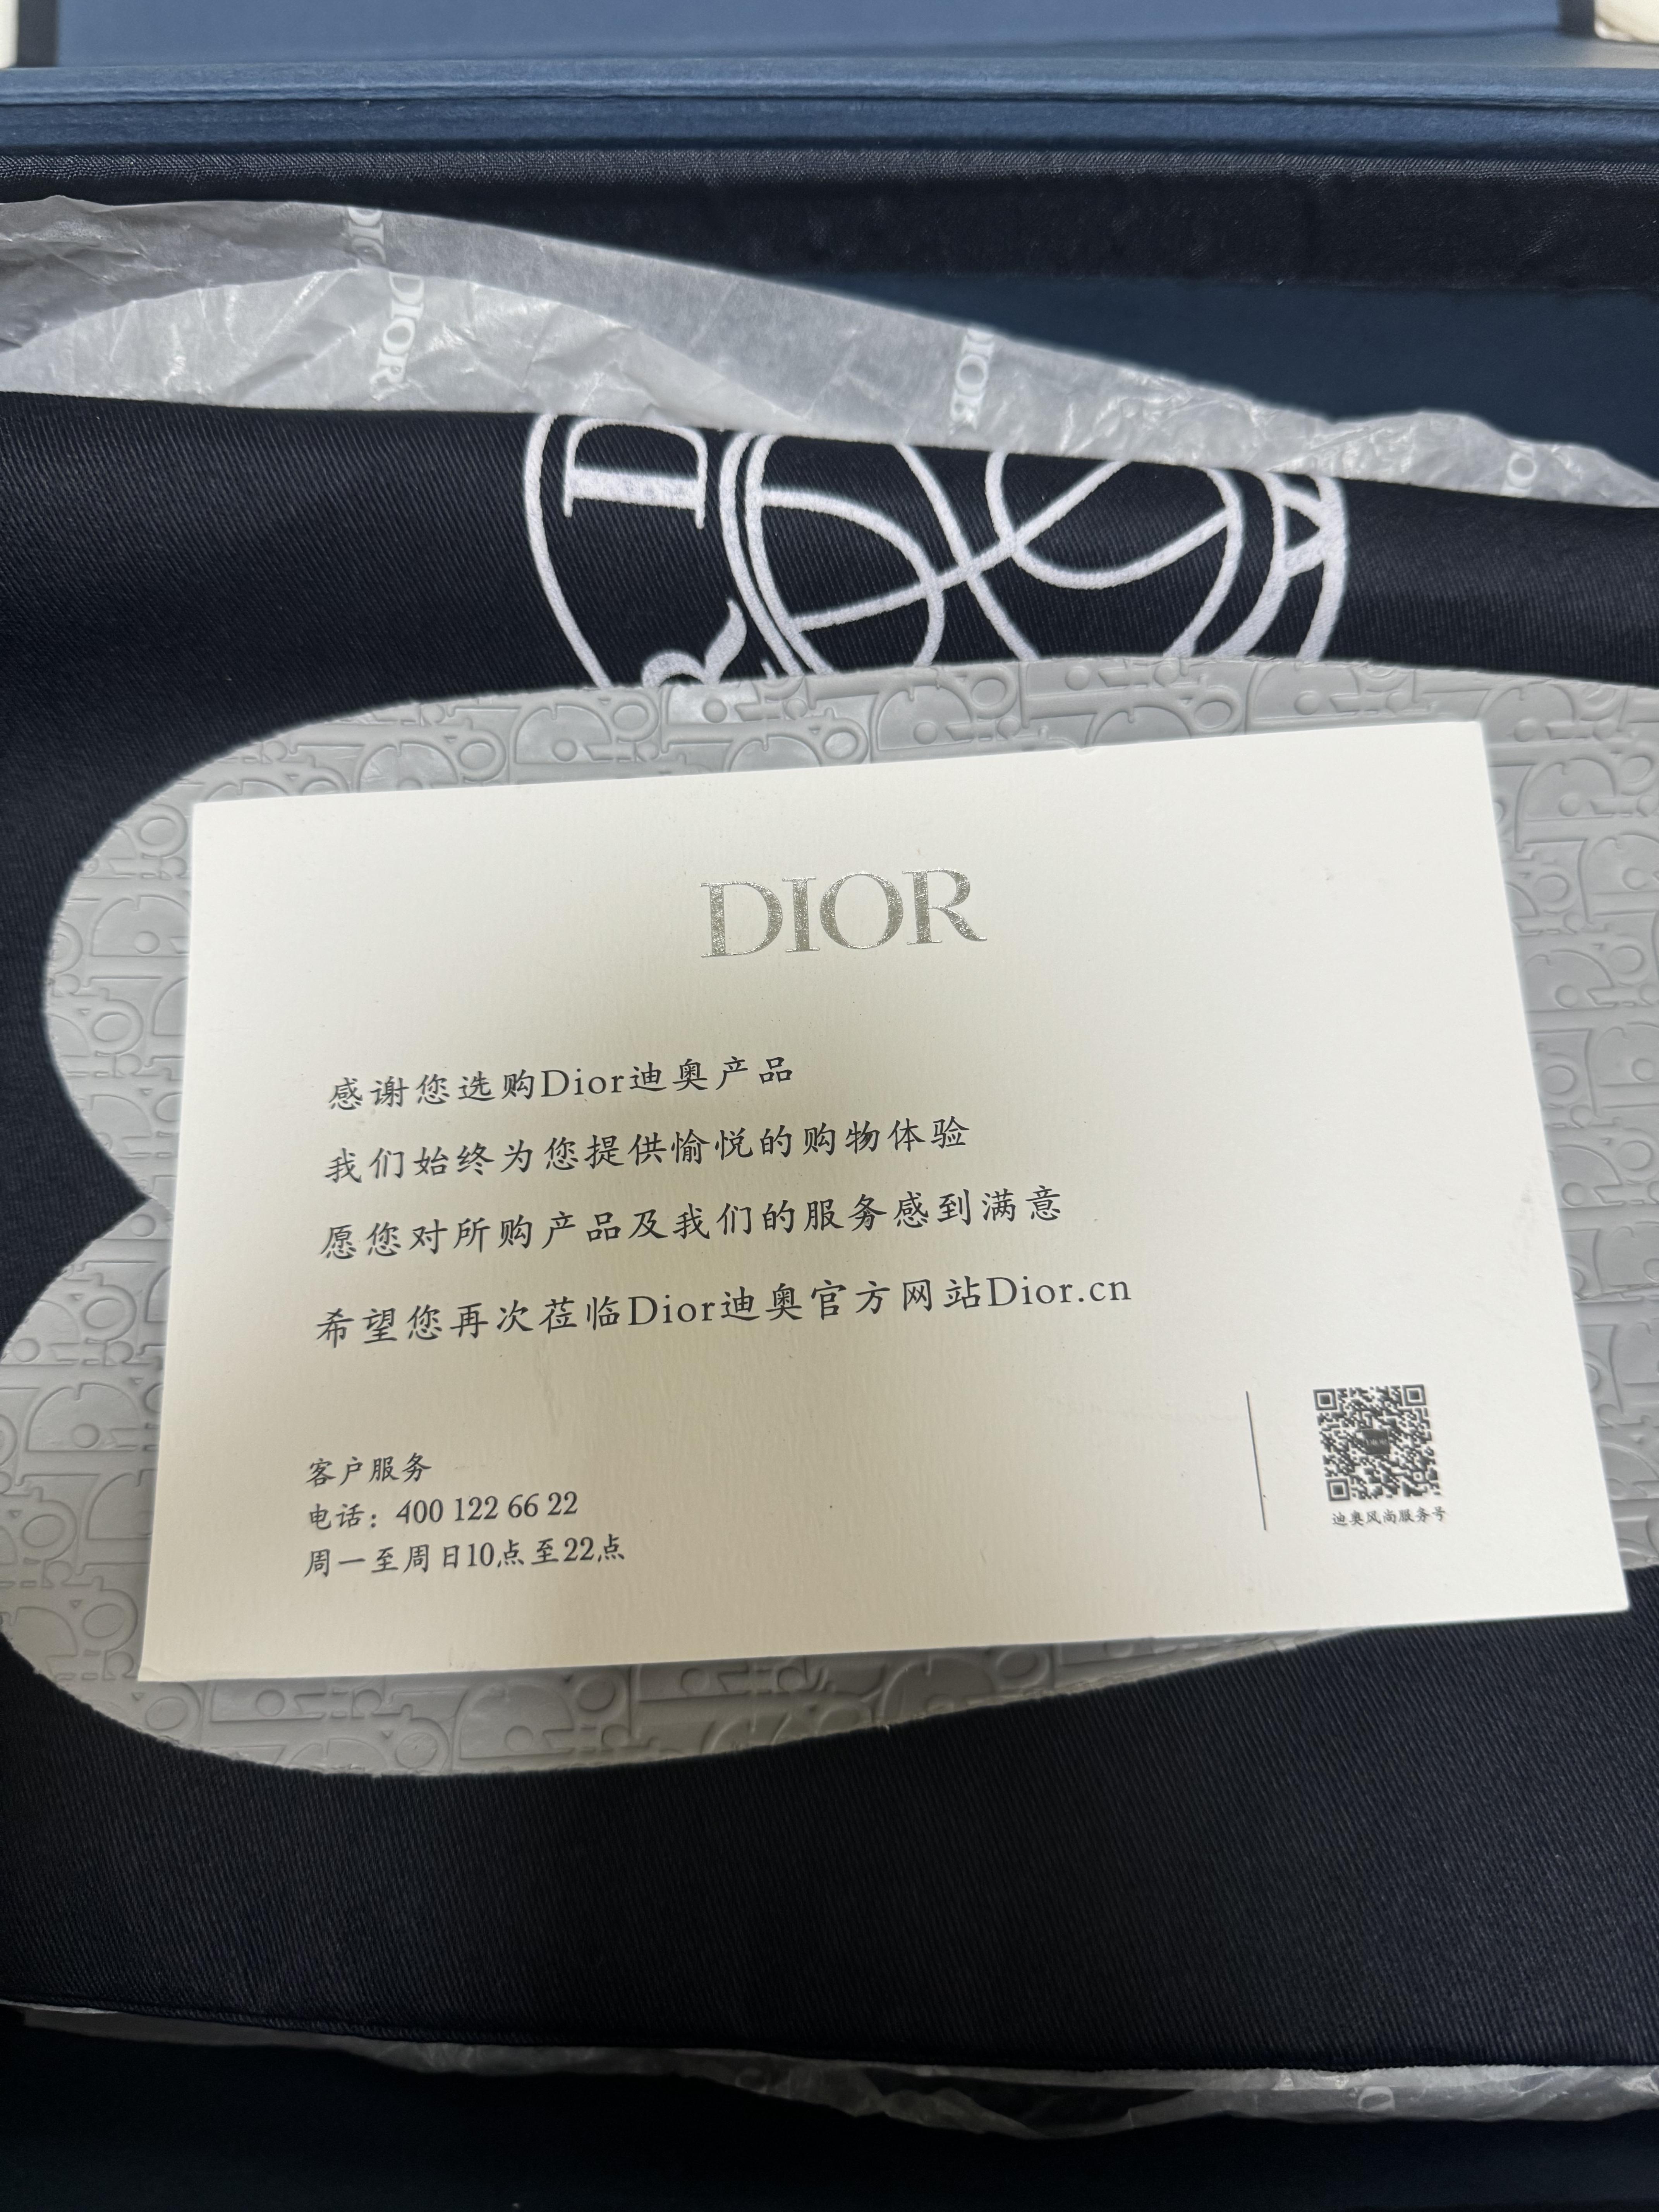 DIOR
DIOR
DIOR
DIOR
感谢您选购Dior迪奥产品
我们始终为您提供愉悦的购物体验
愿您对所购产品及我们的服务感到满意
希望您再次莅临Dior迪奥官方网站Dior.cn
客户服务
电话：400 122 66 22
周一至周日10点至22点
迪奥风尚服务号